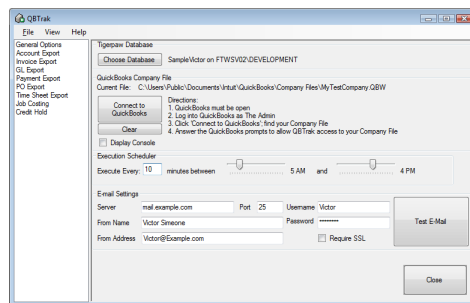 QBTrak
File View Help
General Options
Account Export
Invoice Export
GL Export
Payment Export
PO Export
Time Sheet Export
Job Costing
Credit Hold
Tigerpaw Database
Choose Database SampleVictor on FTWSV02\DEVELOPMENT
QuickBooks Company File
Current File: C:\Users\Public\Documents\Intuit\QuickBooks\Company Files\MyTestCompany.QBW
Connect to QuickBooks
Clear
Directions:
1. QuickBooks must be open
2. Log into QuickBooks as The Admin
3. Click 'Connect to QuickBooks'; find your Company File
4. Answer the QuickBooks prompts to allow QBTrak access to your Company File
Display Console
Execution Scheduler
Execute Every: 10 minutes between 5 AM and 4 PM
E-mail Settings
Server mail.example.com Port 25 Username Victor
From Name Victor Simeone Password ********
From Address Victor@Example.com Require SSL
Test E-Mail
Close